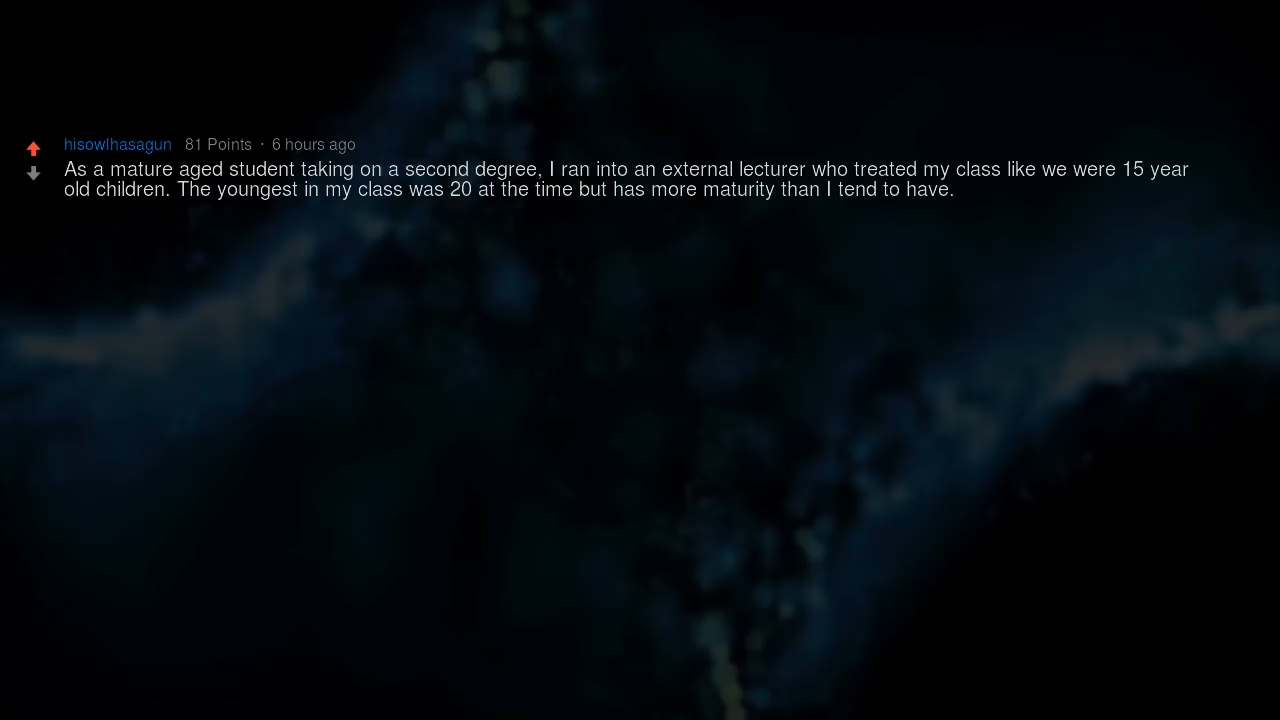 hisowlhasagun 81 Points · 6 hours ago
As a mature aged student taking on a second degree, I ran into an external lecturer who treated my class like we were 15 year
old children. The youngest in my class was 20 at the time but has more maturity than I tend to have.